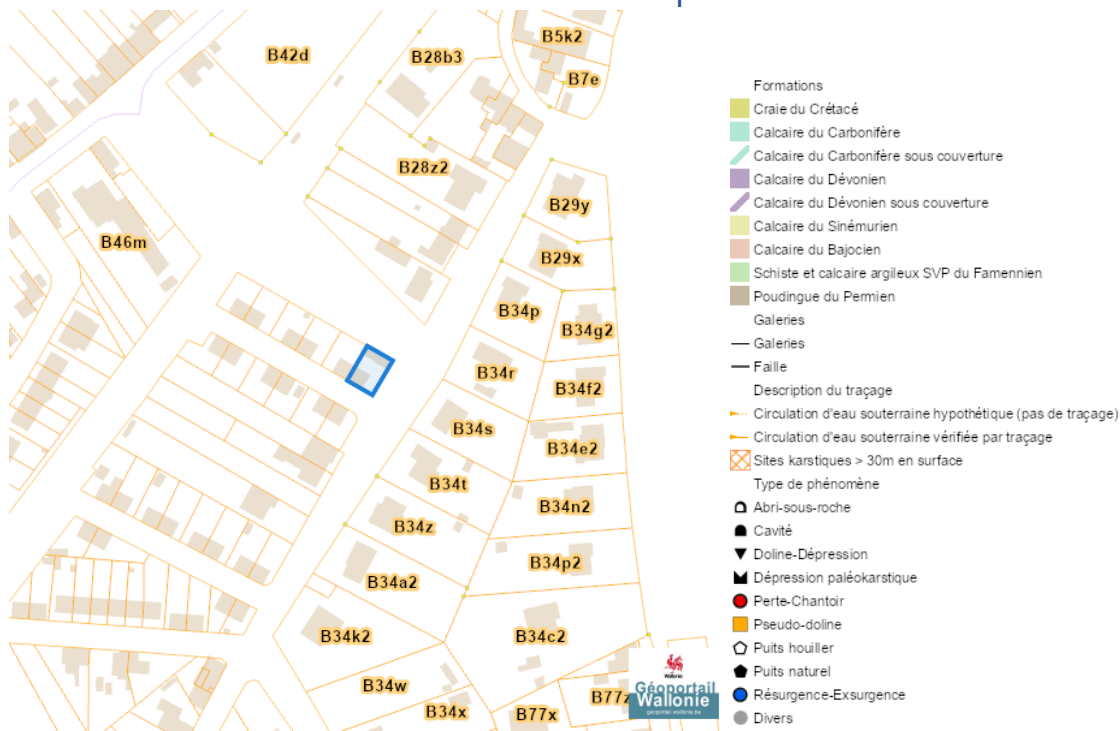 B42d
B28b3
B5k2
B7e
B28z2
B29y
B46m
B29x
B34p
B34g2
B34r
B34f2
B34s
B34e2
B34t
B34n2
B34z
B34p2
B34a2
B34k2
B34c2
B34w
B34x
B77x
B77z
Wallonie
Géoportail
Wallonie
geoportail.wallonie.be
Formations
Craie du Crétacé
Calcaire du Carbonifère
Calcaire du Carbonifère sous couverture
Calcaire du Dévonien
Calcaire du Dévonien sous couverture
Calcaire du Sinémurien
Calcaire du Bajocien
Schiste et calcaire argileux SVP du Famennien
Poudingue du Permien
Galeries
Galeries
Faille
Description du traçage
Circulation d'eau souterraine hypothétique (pas de traçage)
Circulation d'eau souterraine vérifiée par traçage
Sites karstiques > 30m en surface
Type de phénomène
Abri-sous-roche
Cavité
Doline-Dépression
Dépression paléokarstique
Perte-Chantoir
Pseudo-doline
Puits houiller
Puits naturel
Résurgence-Exsurgence
Divers